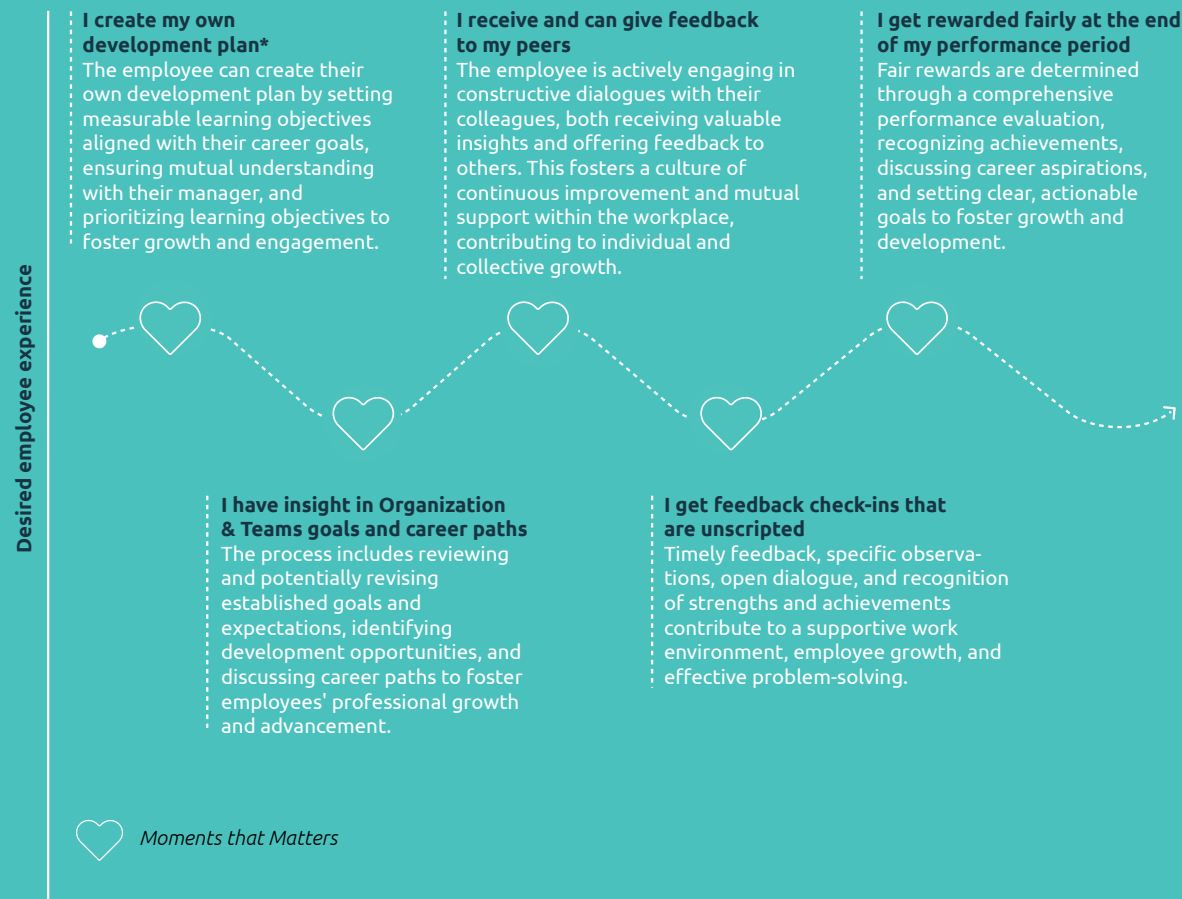 I create my own
development plan*
The employee can create their
own development plan by setting
measurable learning objectives
aligned with their career goals,
ensuring mutual understanding
with their manager, and
prioritizing learning objectives to
foster growth and engagement.
I receive and can give feedback
to my peers
The employee is actively engaging in
constructive dialogues with their
colleagues, both receiving valuable
insights and offering feedback to
others. This fosters a culture of
continuous improvement and mutual
support within the workplace,
contributing to individual and
collective growth.
I get rewarded fairly at the end
of my performance period
Fair rewards are determined
through a comprehensive
performance evaluation,
recognizing achievements,
discussing career aspirations,
and setting clear, actionable
goals to foster growth and
development.
Desired employee experience
I have insight in Organization
& Teams goals and career paths
The process includes reviewing
and potentially revising
established goals and
expectations, identifying
development opportunities, and
discussing career paths to foster
employees' professional growth
and advancement.
I get feedback check-ins that
are unscripted
Timely feedback, specific observa-
tions, open dialogue, and recognition
of strengths and achievements
contribute to a supportive work
environment, employee growth, and
effective problem-solving.
Moments that Matters